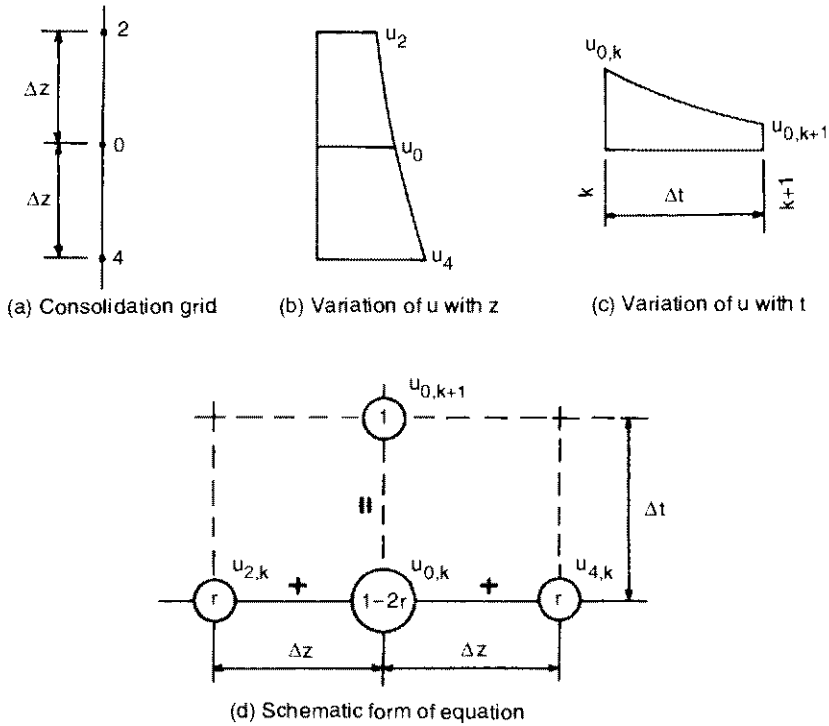 2
Δz
0
Δz
4
(a) Consolidation grid
u₂
u₀
u₄
(b) Variation of u with z
u₀,ₖ
u₀,ₖ₊₁
k
Δt
k+1
(c) Variation of u with t
u₀,ₖ₊₁
1
=
Δt
u₂,ₖ
+
u₀,ₖ
+
u₄,ₖ
r
1−2r
r
Δz
Δz
(d) Schematic form of equation